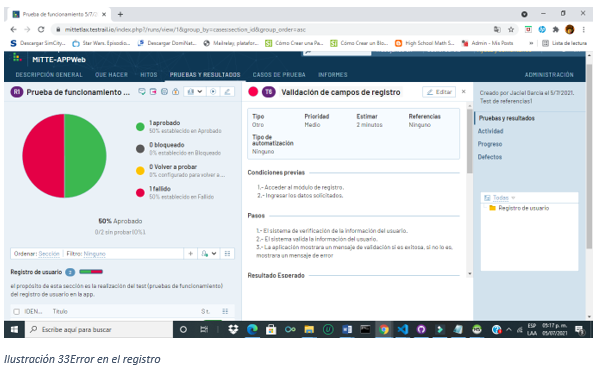 Prueba de funcionamiento 5/7/2
mittetlax.testrail.io/index.php?/runs/view/1&group_by=cases:section_id&group_order=asc
Descargar SimCity...
Star Wars. Episodio...
Descargar DomiNat...
Mailrelay: platafor...
Cómo Crear una Pa...
Cómo Crear un Blo...
High School Math S...
Admin - Mis Posts
Lista de lectura
MITTE-APPWeb
DESCRIPCIÓN GENERAL QUE HACER HITOS PRUEBAS Y RESULTADOS CASOS DE PRUEBA INFORMES ADMINISTRACIÓN
R1 Prueba de funcionamiento ...
1 aprobado
50% establecido en Aprobado
0 bloqueado
0% establecido en Bloqueado
0 Volver a probar
0% configurado para volver a ...
1 fallido
50% establecido en Fallido
50% Aprobado
0/2 sin probar (0%).
Ordenar: Sección Filtro: Ninguno
Registro de usuario 2
el propósito de esta sección es la realización del test (pruebas de funcionamiento)
del registro de usuario en la app.
IDEN... Título St.
T8 Validación de campos de registro
Editar
Tipo Prioridad Estimar Referencias
Otro Medio 2 minutos Ninguno
Tipo de
automatización
Ninguno
Condiciones previas
1.- Acceder al módulo de registro.
2.- Ingresar los datos solicitados.
Pasos
1.- El sistema de verificación de la información del usuario.
2.- El sistema valida la información del usuario.
3.- La aplicación mostrara un mensaje de validación si es exitosa, si no lo es,
mostrara un mensaje de error
Resultado Esperado
Creado por Jaciel Garcia el 5/7/2021.
Test de referencias1
Pruebas y resultados
Actividad
Progreso
Defectos
Todas
Registro de usuario
Escribe aquí para buscar
ESP
LAA
05:17 p. m.
05/07/2021
Ilustración 33Error en el registro